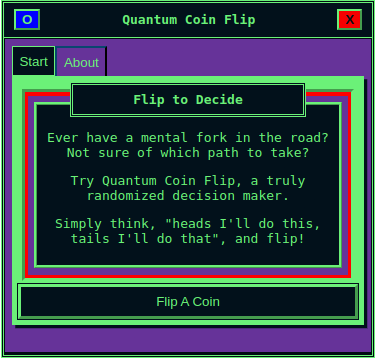 O Quantum Coin Flip X
Start About
Flip to Decide
Ever have a mental fork in the road?
Not sure of which path to take?
Try Quantum Coin Flip, a truly
randomized decision maker.
Simply think, "heads I'll do this,
tails I'll do that", and flip!
Flip A Coin